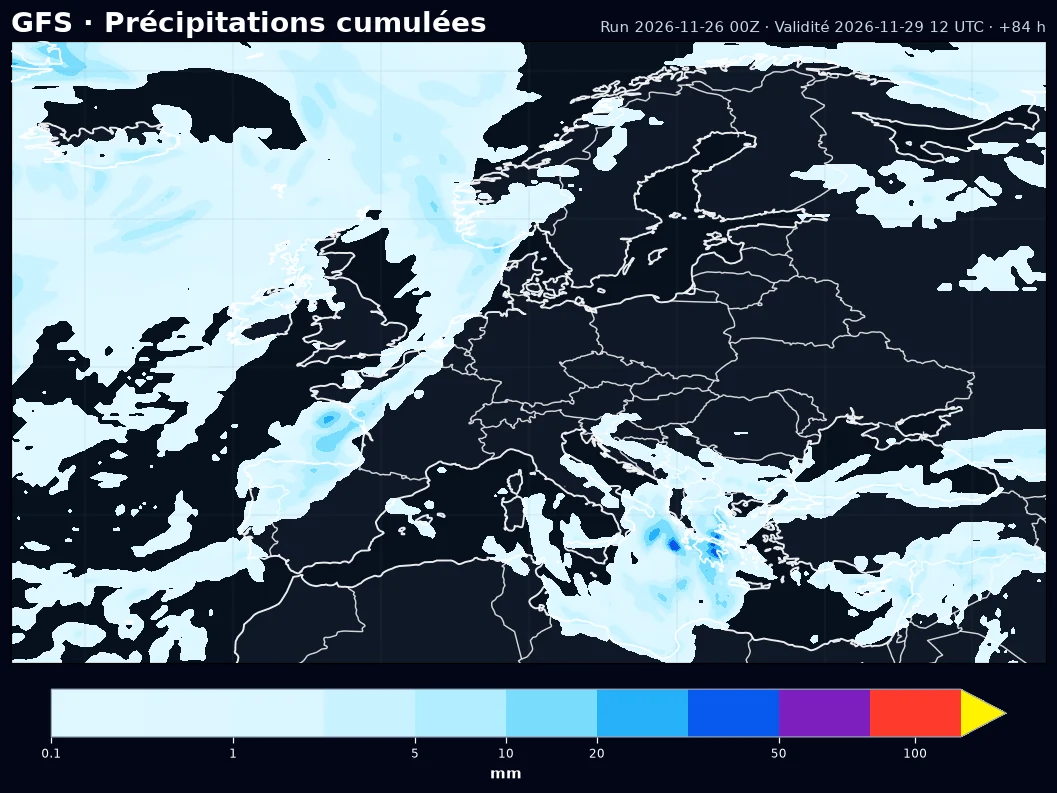 GFS · Précipitations cumulées
Run 2026-11-26 00Z · Validité 2026-11-29 12 UTC · +84 h
0.1 1 5 10 20 50 100
mm